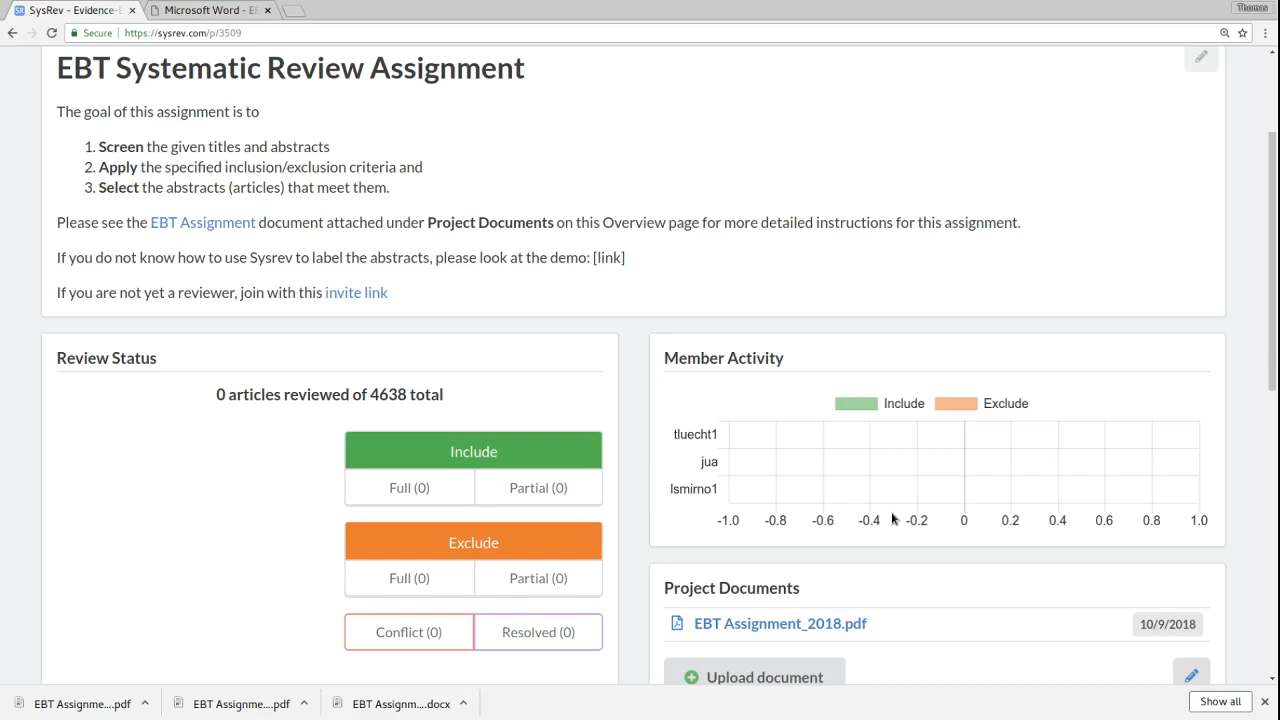 SysRev - Evidence-B
Microsoft Word - E
Thomas
Secure
https://sysrev.com/p/3509
EBT Systematic Review Assignment
The goal of this assignment is to
1. Screen the given titles and abstracts
2. Apply the specified inclusion/exclusion criteria and
3. Select the abstracts (articles) that meet them.
Please see the EBT Assignment document attached under Project Documents on this Overview page for more detailed instructions for this assignment.
If you do not know how to use Sysrev to label the abstracts, please look at the demo: [link]
If you are not yet a reviewer, join with this invite link
Review Status
0 articles reviewed of 4638 total
Include
Full (0) Partial (0)
Exclude
Full (0) Partial (0)
Conflict (0) Resolved (0)
Member Activity
Include Exclude
tluecht1
jua
lsmirno1
-1.0 -0.8 -0.6 -0.4 -0.2 0 0.2 0.4 0.6 0.8 1.0
Project Documents
EBT Assignment_2018.pdf 10/9/2018
Upload document
EBT Assignme....pdf EBT Assignme....pdf EBT Assignm....docx Show all